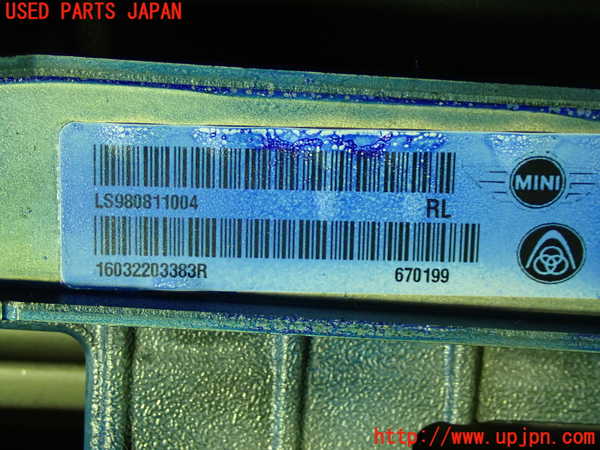 USED PARTS JAPAN
LS980811004
RL
MINI
16032203383R
670199
http://www.upjpn.com/